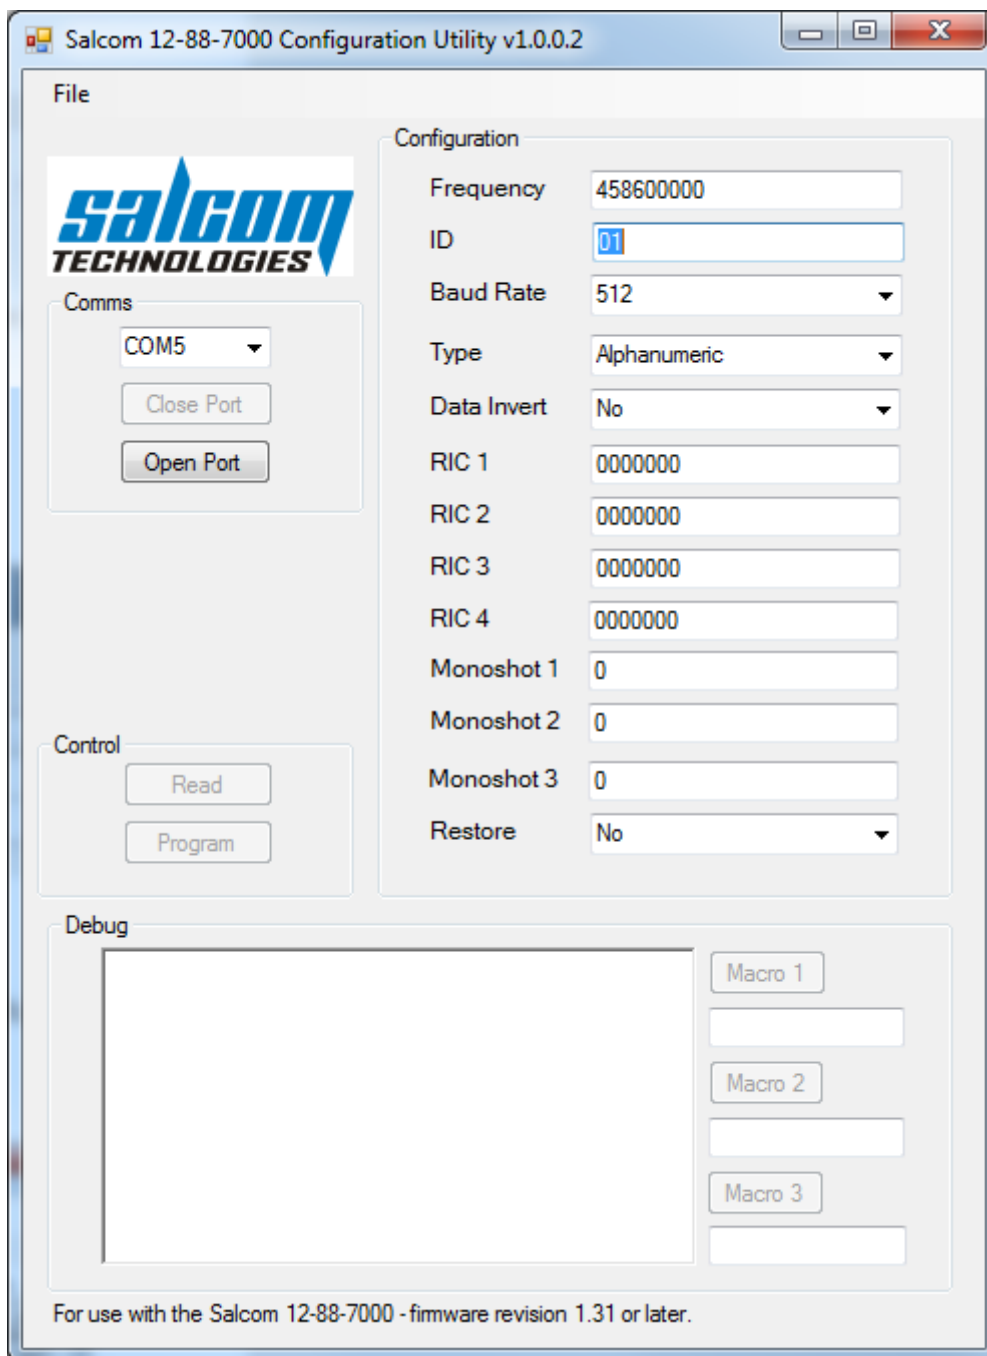 Salcom 12-88-7000 Configuration Utility v1.0.0.2
File
salcom
TECHNOLOGIES
Comms
COM5
Close Port
Open Port
Configuration
Frequency 458600000
ID 01
Baud Rate 512
Type Alphanumeric
Data Invert No
RIC 1 0000000
RIC 2 0000000
RIC 3 0000000
RIC 4 0000000
Monoshot 1 0
Monoshot 2 0
Monoshot 3 0
Restore No
Control
Read
Program
Debug
Macro 1
Macro 2
Macro 3
For use with the Salcom 12-88-7000 - firmware revision 1.31 or later.